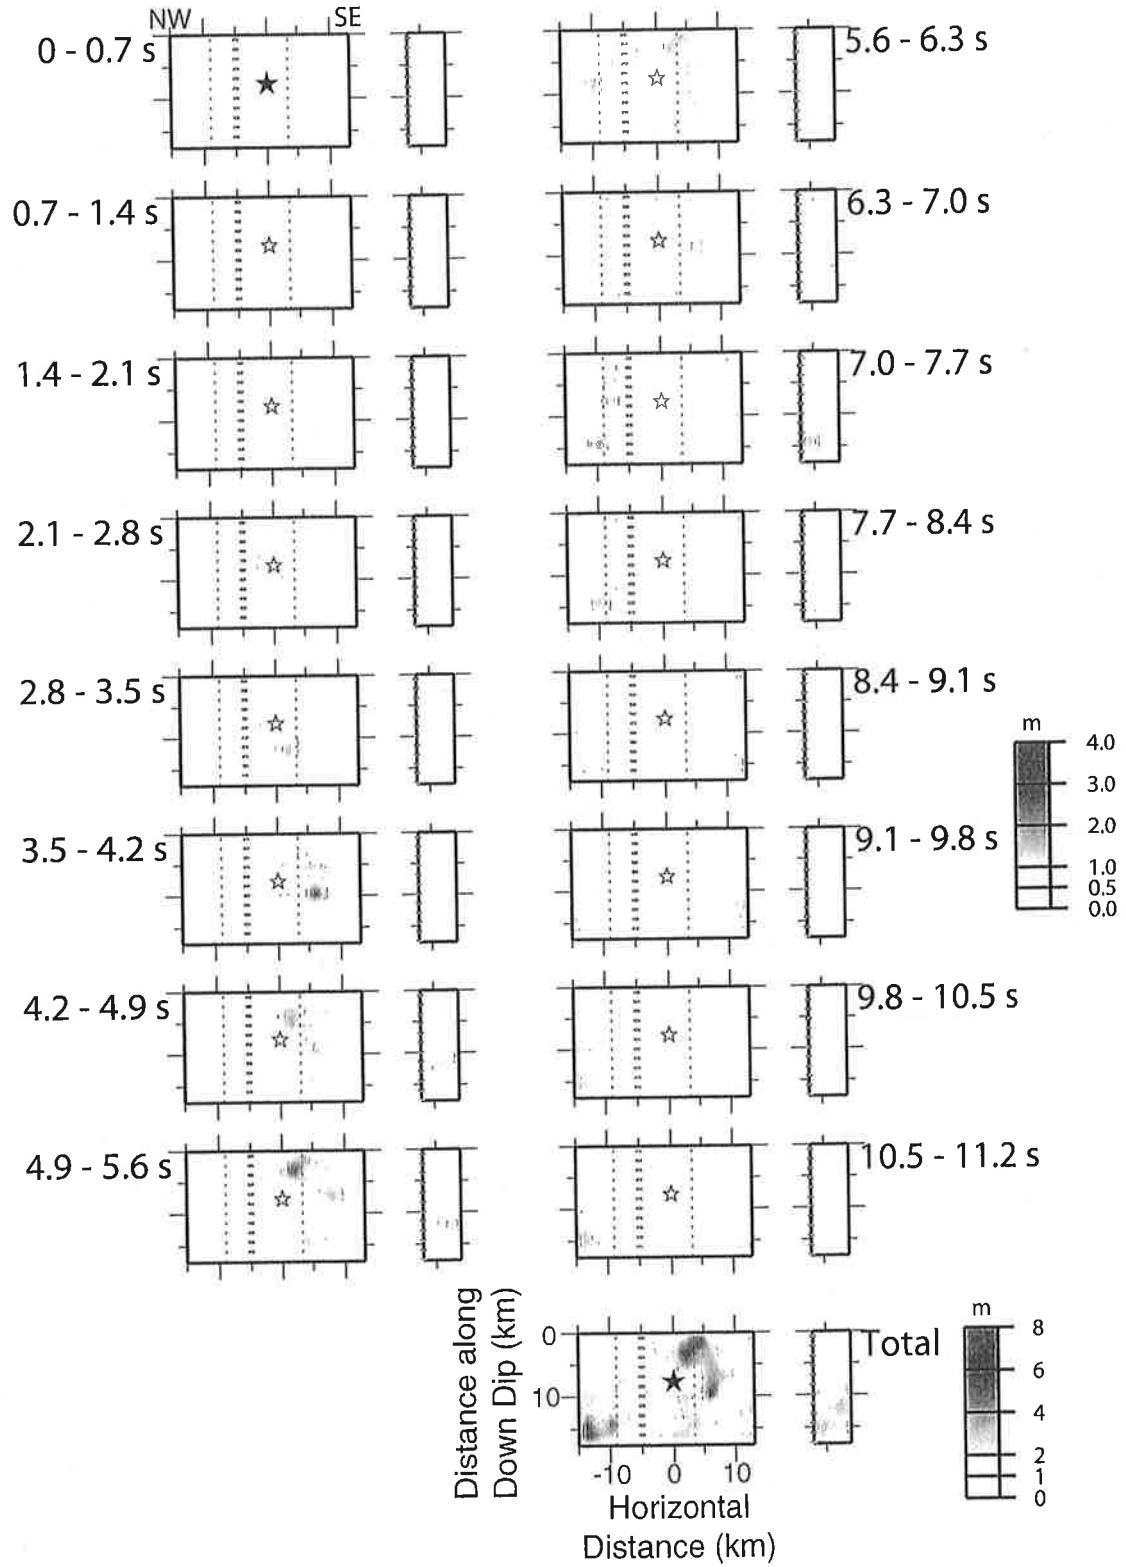 NW SE
0 - 0.7 s
0.7 - 1.4 s
1.4 - 2.1 s
2.1 - 2.8 s
2.8 - 3.5 s
3.5 - 4.2 s
4.2 - 4.9 s
4.9 - 5.6 s
5.6 - 6.3 s
6.3 - 7.0 s
7.0 - 7.7 s
7.7 - 8.4 s
8.4 - 9.1 s
9.1 - 9.8 s
9.8 - 10.5 s
10.5 - 11.2 s
m
4.0
3.0
2.0
1.0
0.5
0.0
Total
Distance along
Down Dip (km)
0
10
-10 0 10
Horizontal
Distance (km)
m
8
6
4
2
1
0